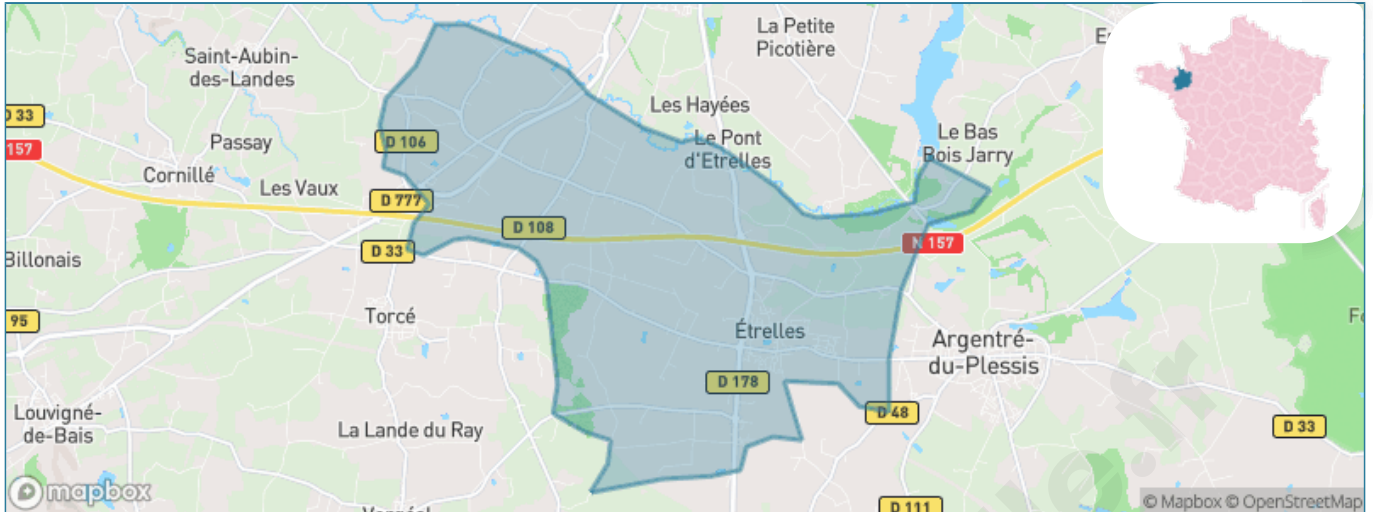 La Petite
Picotière
Saint-Aubin-
des-Landes
Les Hayées
D 33
157
Passay
D 106
Le Pont
d'Etrelles
Le Bas
Bois Jarry
Cornillé
Les Vaux
D 777
D 108
N 157
D 33
Billonais
95
Torcé
Étrelles
Argentré-
du-Plessis
D 178
Louvigné-
de-Bais
La Lande du Ray
D 48
D 33
mapbox
D 111
© Mapbox © OpenStreetMap